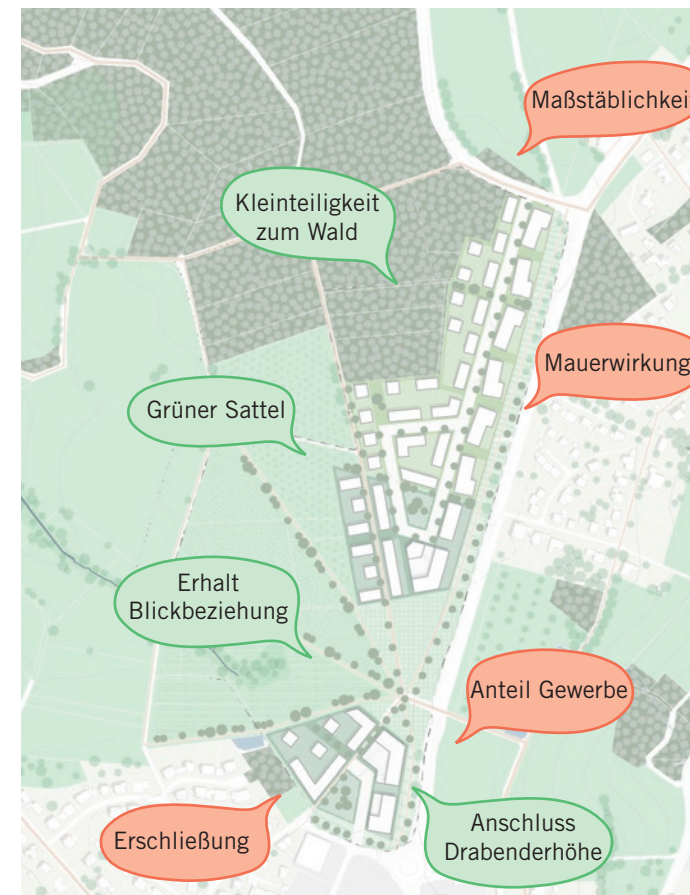 Maßstäblichkei
Kleinteiligkeit
zum Wald
Mauerwirkung
Grüner Sattel
Erhalt
Blickbeziehung
Anteil Gewerbe
Erschließung
Anschluss
Drabenderhöhe